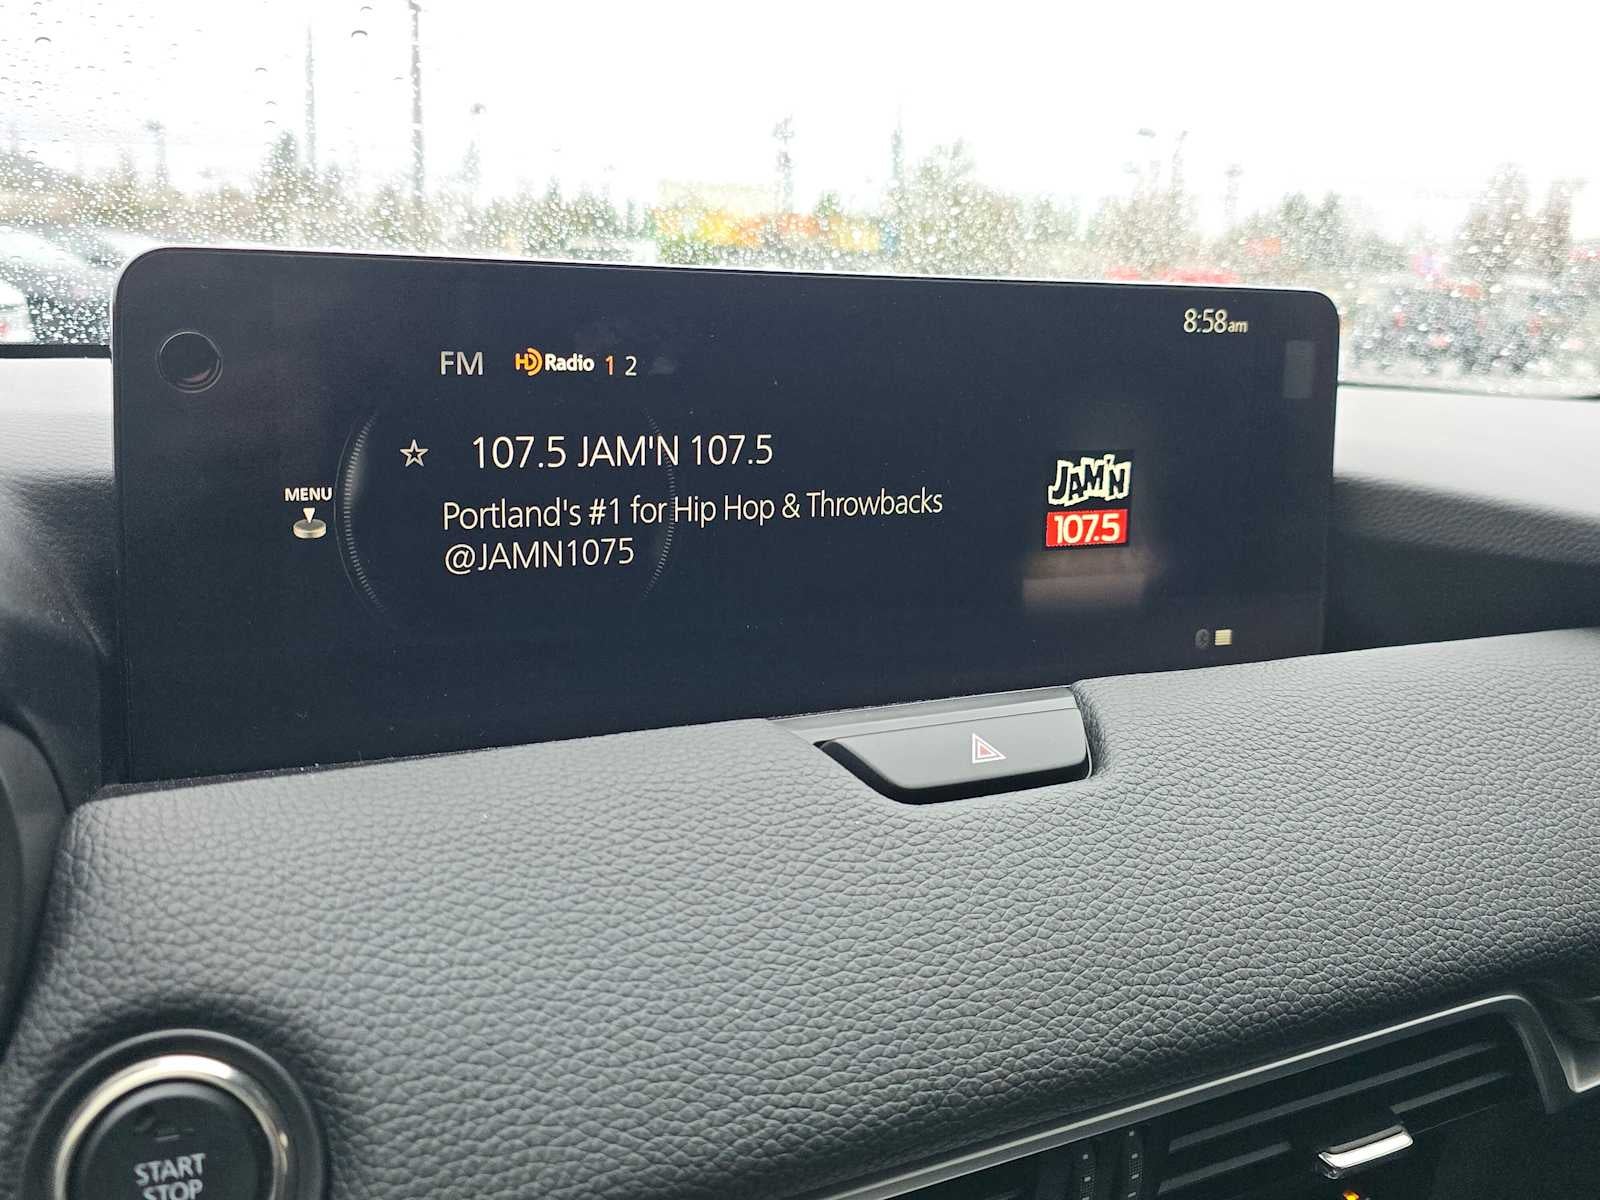 8:58am
FM HD Radio 1 2
107.5 JAM'N 107.5
MENU
Portland's #1 for Hip Hop & Throwbacks
@JAMN1075
JAM'N
107.5
START
STOP